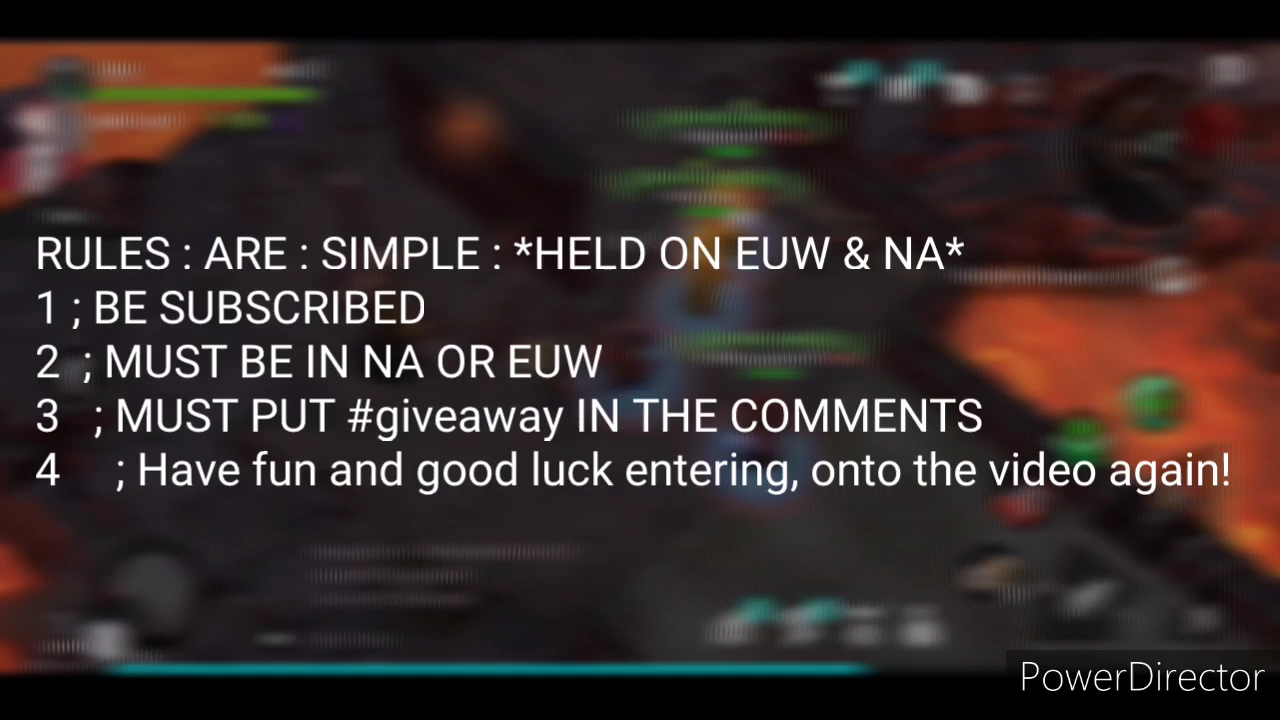 RULES : ARE : SIMPLE : *HELD ON EUW & NA*
1 ; BE SUBSCRIBED
2 ; MUST BE IN NA OR EUW
3 ; MUST PUT #giveaway IN THE COMMENTS
4 ; Have fun and good luck entering, onto the video again!
PowerDirector